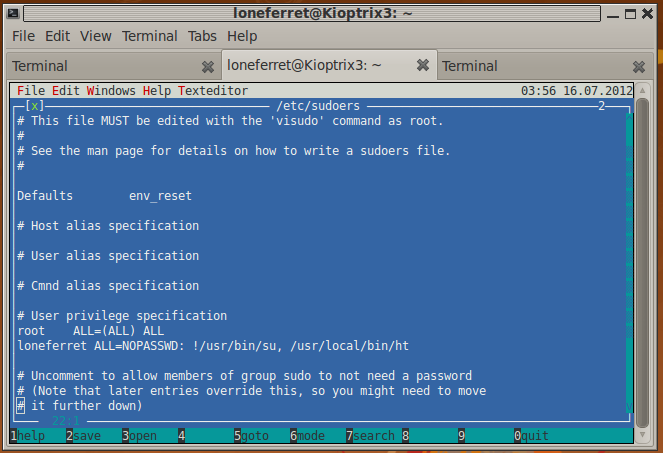 loneferret@Kioptrix3: ~
File Edit View Terminal Tabs Help
Terminal loneferret@Kioptrix3: ~ Terminal
File Edit Windows Help Texteditor 03:56 16.07.2012
[x] /etc/sudoers 2
# This file MUST be edited with the 'visudo' command as root.
#
# See the man page for details on how to write a sudoers file.
#
Defaults        env_reset
# Host alias specification
# User alias specification
# Cmnd alias specification
# User privilege specification
root    ALL=(ALL) ALL
loneferret ALL=NOPASSWD: !/usr/bin/su, /usr/local/bin/ht
# Uncomment to allow members of group sudo to not need a password
# (Note that later entries override this, so you might need to move
# it further down)
22:1
1help 2save 3open 4 5goto 6mode 7search 8 9 0quit